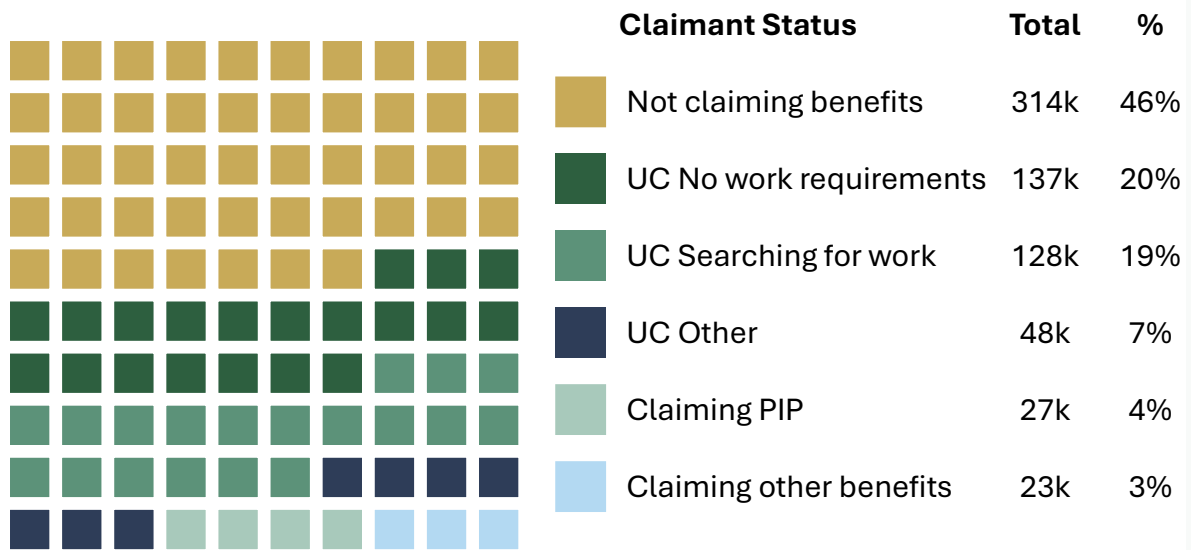 Claimant Status Total %
Not claiming benefits 314k 46%
UC No work requirements 137k 20%
UC Searching for work 128k 19%
UC Other 48k 7%
Claiming PIP 27k 4%
Claiming other benefits 23k 3%